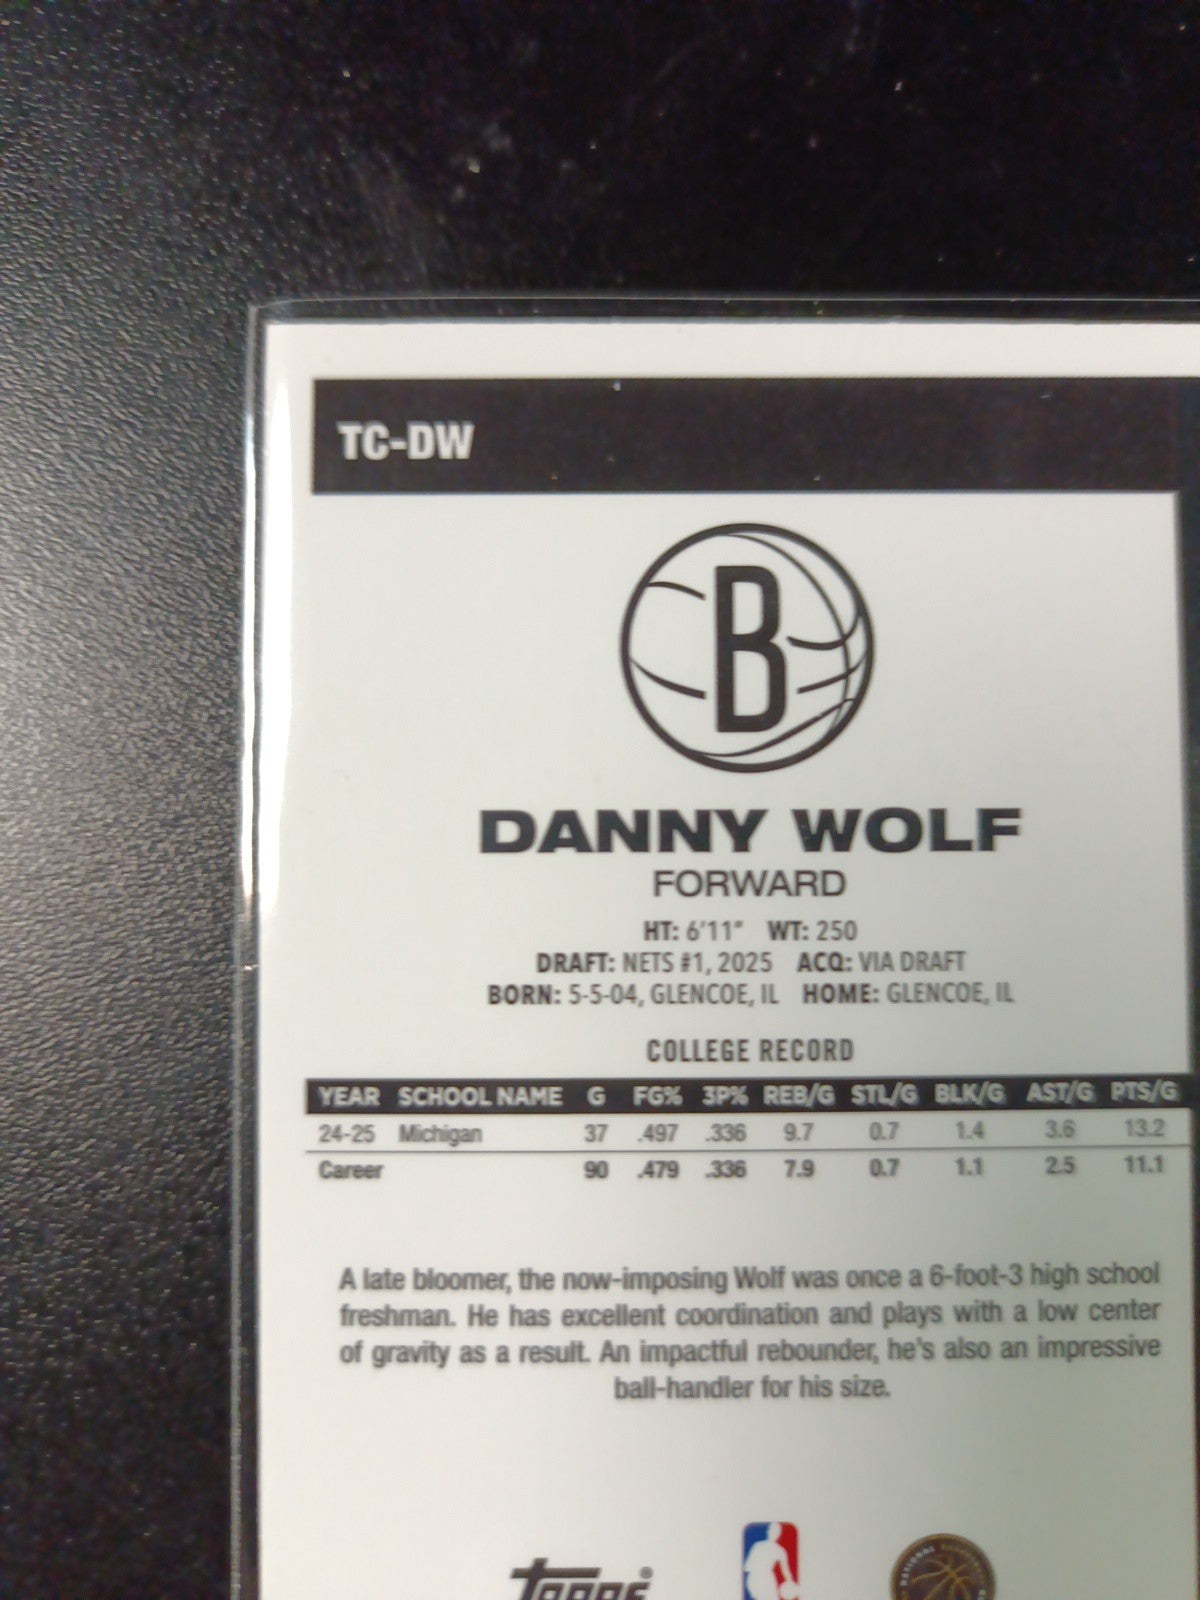 TC-DW
B
DANNY WOLF
FORWARD
HT: 6'11" WT: 250
DRAFT: NETS #1, 2025 ACQ: VIA DRAFT
BORN: 5-5-04, GLENCOE, IL HOME: GLENCOE, IL
COLLEGE RECORD
YEAR SCHOOL NAME G FG% 3P% REB/G STL/G BLK/G AST/G PTS/G
24-25 Michigan 37 .497 .336 9.7 0.7 1.4 3.6 13.2
Career 90 .479 .336 7.9 0.7 1.1 2.5 11.1
A late bloomer, the now-imposing Wolf was once a 6-foot-3 high school
freshman. He has excellent coordination and plays with a low center
of gravity as a result. An impactful rebounder, he's also an impressive
ball-handler for his size.
Topps®
NATIONAL